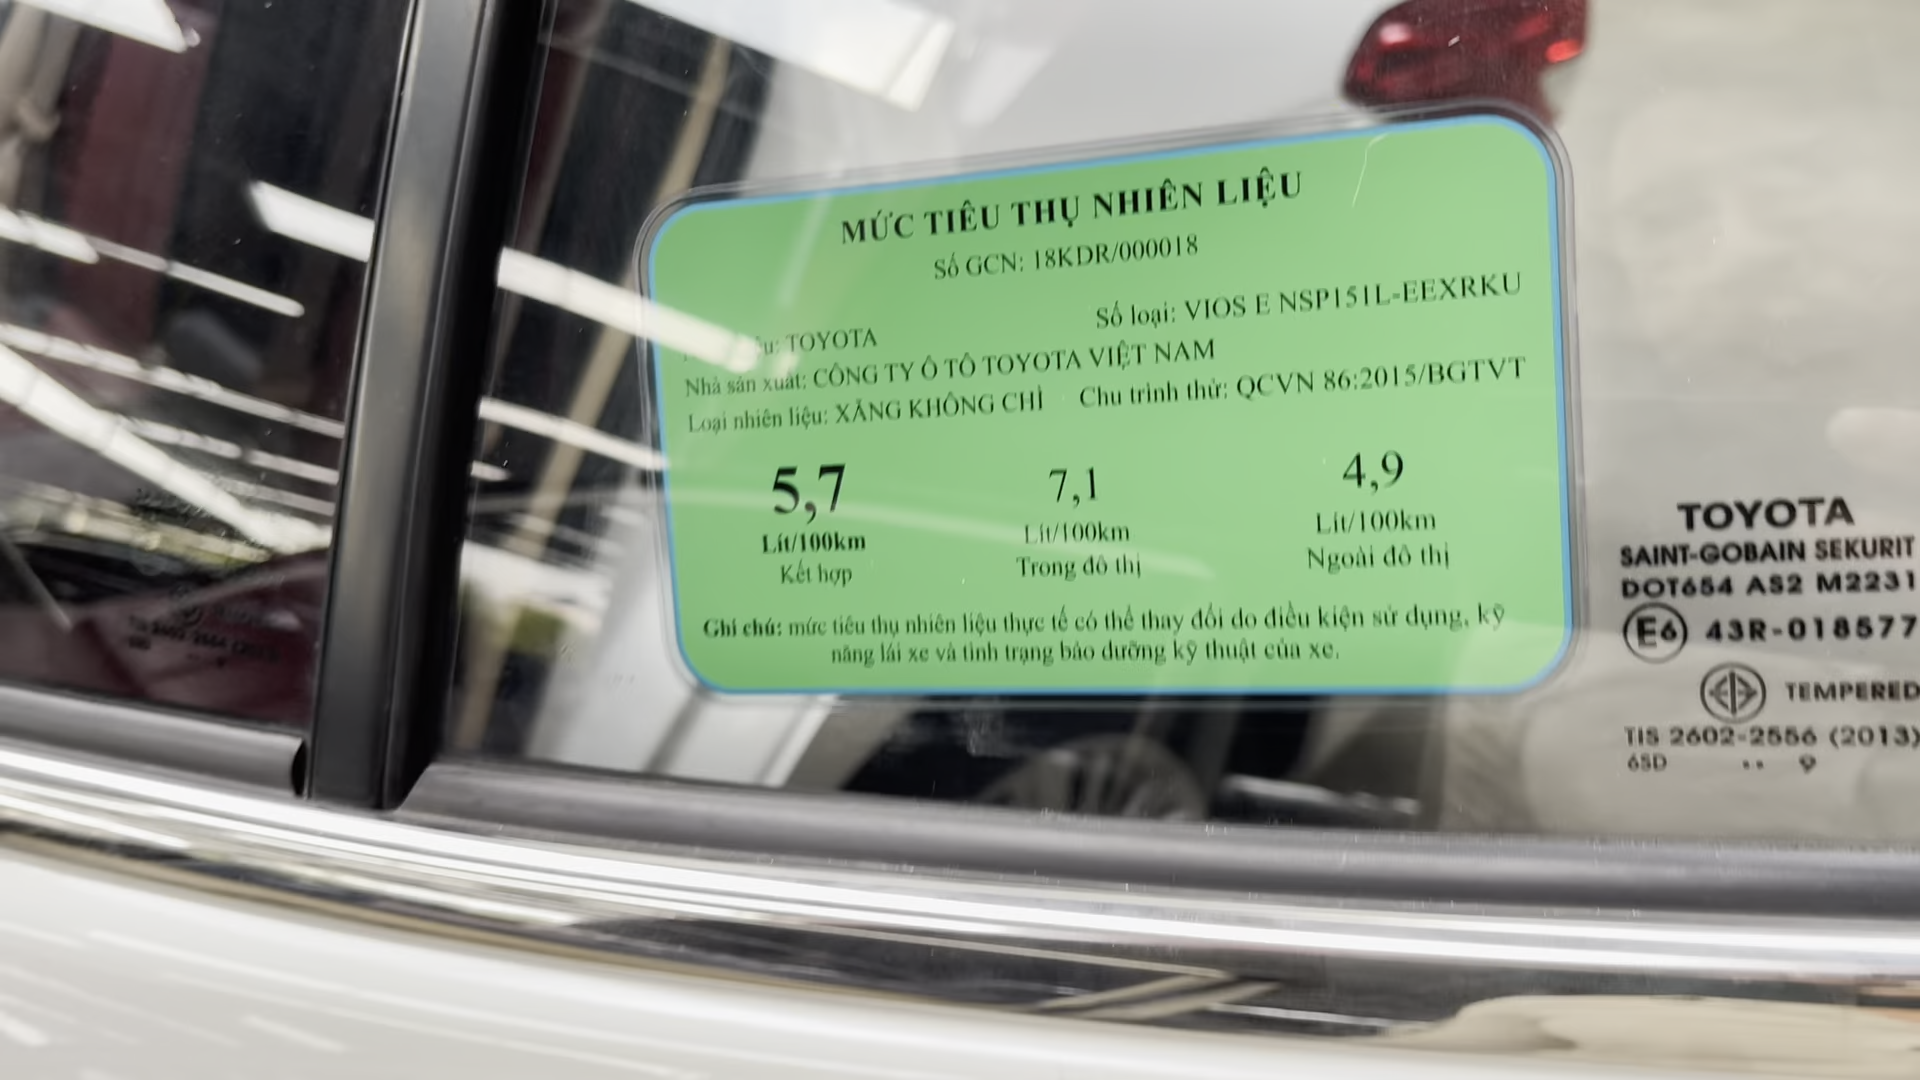 MỨC TIÊU THỤ NHIÊN LIỆU
Số GCN: 18KDR/000018
TOYOTA
Số loại: VIOS E NSP151L-EEXRKU
Nhà sản xuất: CÔNG TY Ô TÔ TOYOTA VIỆT NAM
Loại nhiên liệu: XĂNG KHÔNG CHÌ Chu trình thử: QCVN 86:2015/BGTVT
5,7 7,1 4,9
Lít/100km Lít/100km Lít/100km
Kết hợp Trong đô thị Ngoài đô thị
Ghi chú: mức tiêu thụ nhiên liệu thực tế có thể thay đổi do điều kiện sử dụng, kỹ
năng lái xe và tình trạng bảo dưỡng kỹ thuật của xe.
TOYOTA
SAINT-GOBAIN SEKURIT
DOT654 AS2 M2231
E6 43R-018577
TEMPERED
TIS 2602-2556 (2013)
6SD .. 9